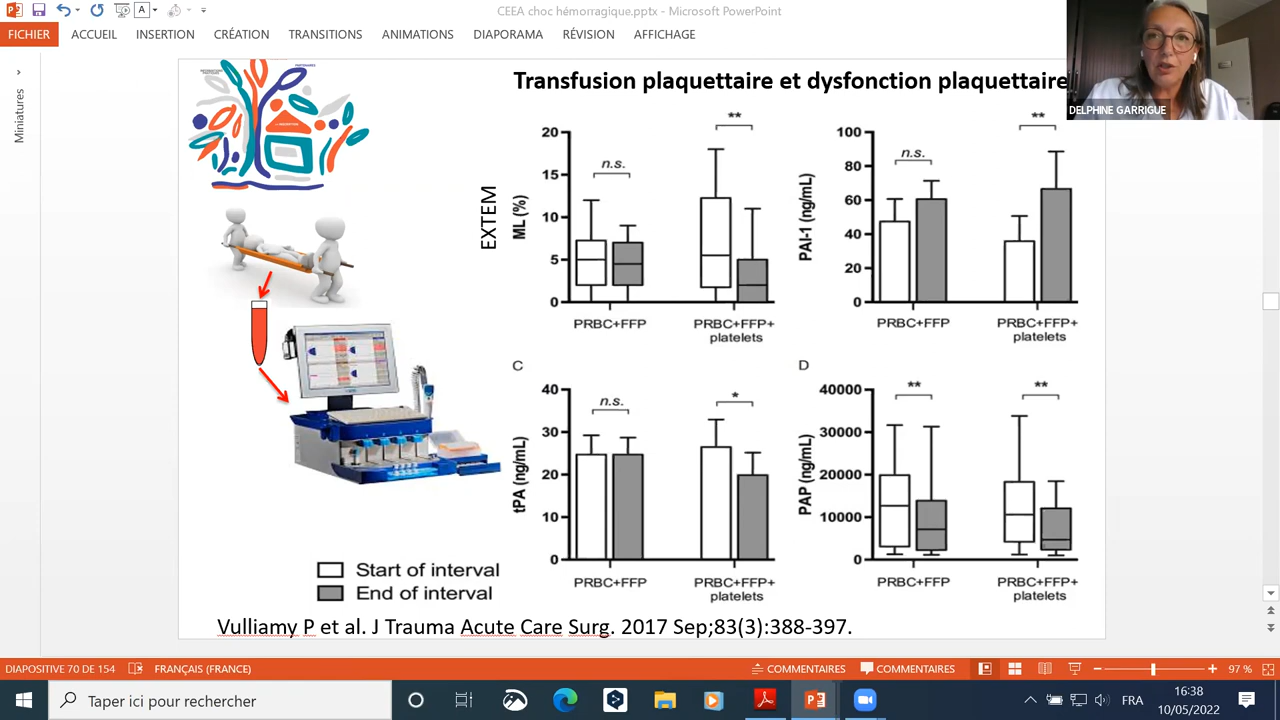 CEEA choc hémorragique.pptx - Microsoft PowerPoint
FICHIER ACCUEIL INSERTION CRÉATION TRANSITIONS ANIMATIONS DIAPORAMA RÉVISION AFFICHAGE
DELPHINE GARRIGUE
Miniatures
Transfusion plaquettaire et dysfonction plaquettaire
EXTEM
ML (%)
20
15
10
5
0
n.s.
**
PRBC+FFP
PRBC+FFP+
platelets
PAI-1 (ng/mL)
100
80
60
40
20
0
n.s.
**
PRBC+FFP
PRBC+FFP+
platelets
C
tPA (ng/mL)
40
30
20
10
0
n.s.
*
PRBC+FFP
PRBC+FFP+
platelets
D
PAP (ng/mL)
40000
30000
20000
10000
0
**
**
PRBC+FFP
PRBC+FFP+
platelets
Start of interval
End of interval
Vulliamy P et al. J Trauma Acute Care Surg. 2017 Sep;83(3):388-397.
DIAPOSITIVE 70 DE 154 FRANÇAIS (FRANCE) COMMENTAIRES COMMENTAIRES 97 %
Taper ici pour rechercher
FRA
16:38
10/05/2022